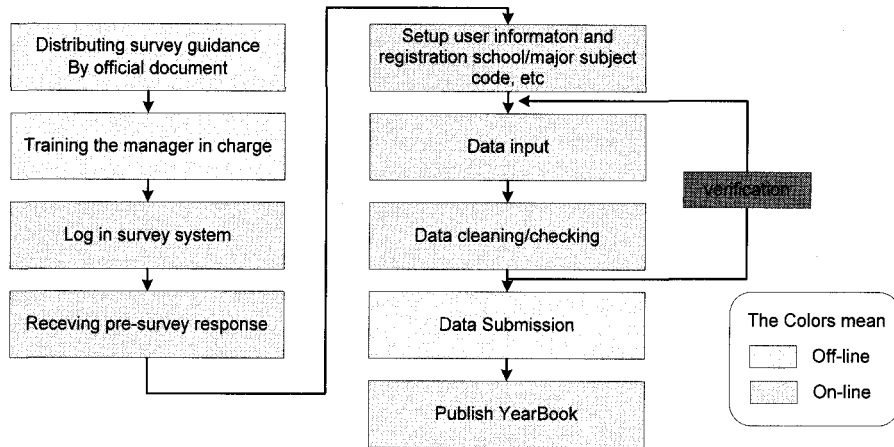 Distributing survey guidance
By official document
Training the manager in charge
Log in survey system
Receving pre-survey response
Setup user informaton and
registration school/major subject
code, etc
Data input
Data cleaning/checking
Data Submission
Publish YearBook
verification
The Colors mean
Off-line
On-line